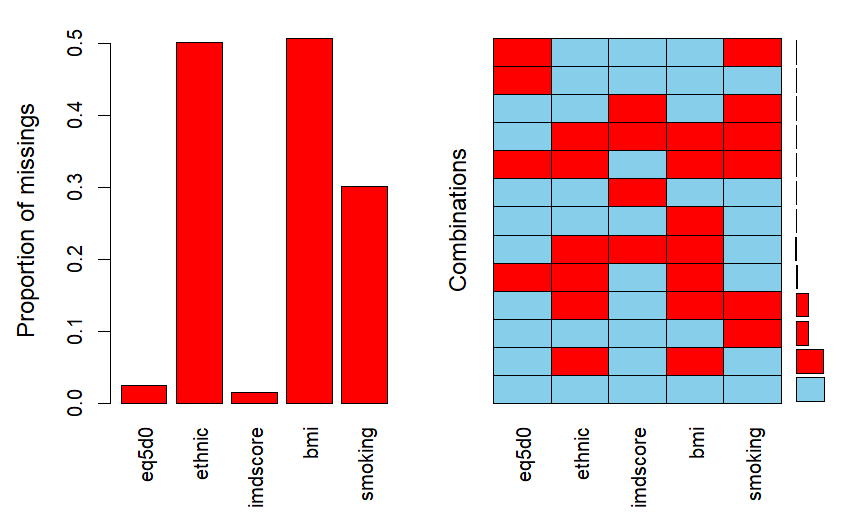 Proportion of missings
0.5
0.4
0.3
0.2
0.1
0.0
eq5d0
ethnic
imdscore
bmi
smoking
Combinations
eq5d0
ethnic
imdscore
bmi
smoking